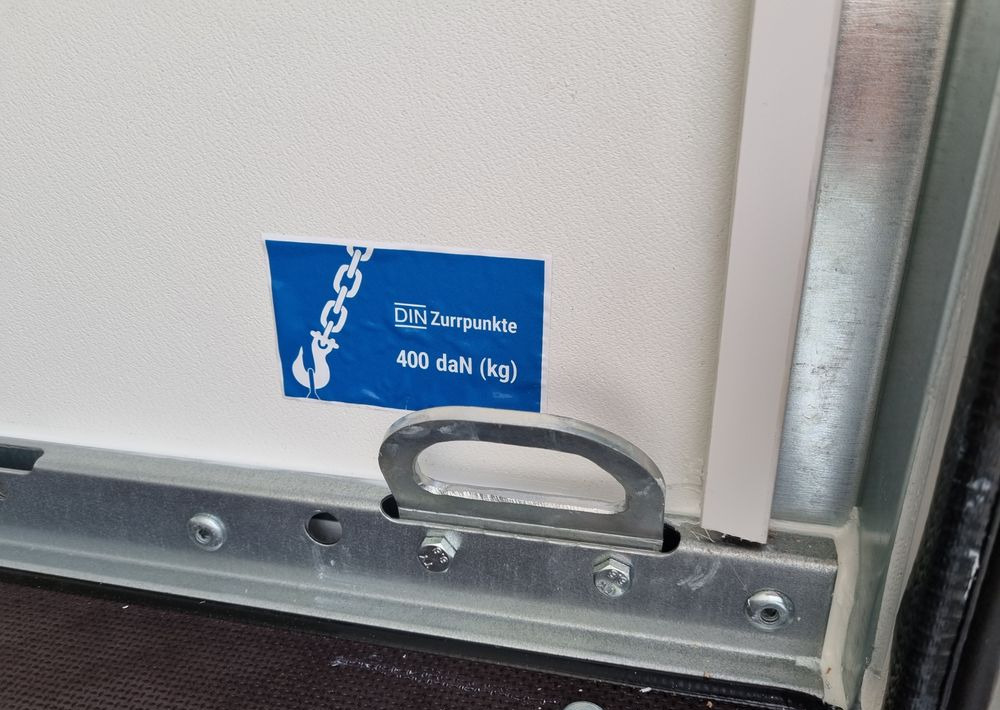 DIN Zurrpunkte
400 daN (kg)